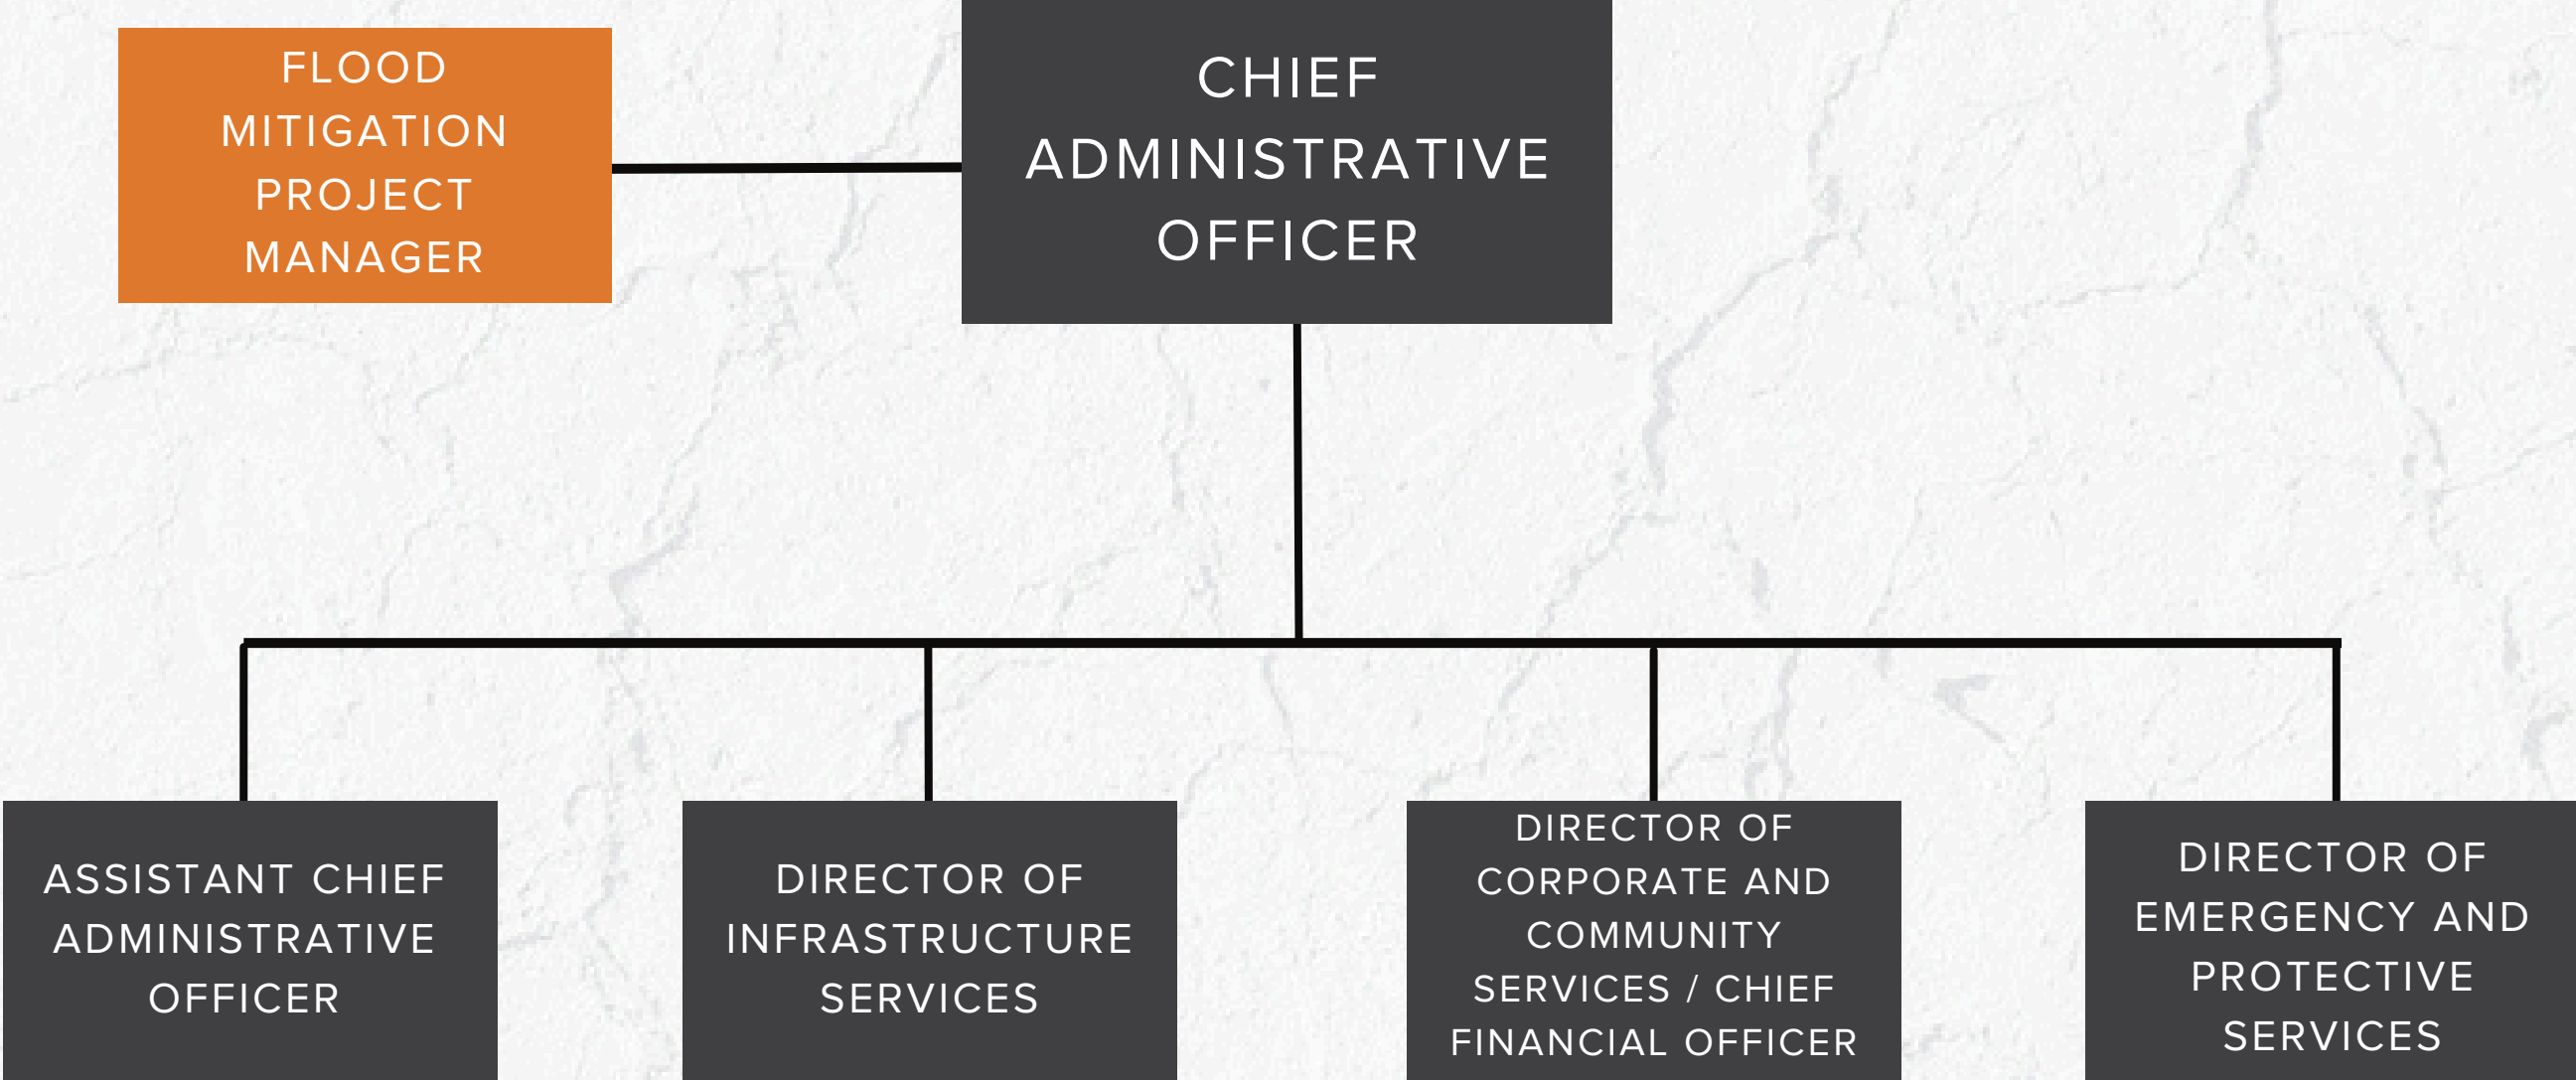 FLOOD
MITIGATION
PROJECT
MANAGER
CHIEF
ADMINISTRATIVE
OFFICER
ASSISTANT CHIEF
ADMINISTRATIVE
OFFICER
DIRECTOR OF
INFRASTRUCTURE
SERVICES
DIRECTOR OF
CORPORATE AND
COMMUNITY
SERVICES / CHIEF
FINANCIAL OFFICER
DIRECTOR OF
EMERGENCY AND
PROTECTIVE
SERVICES